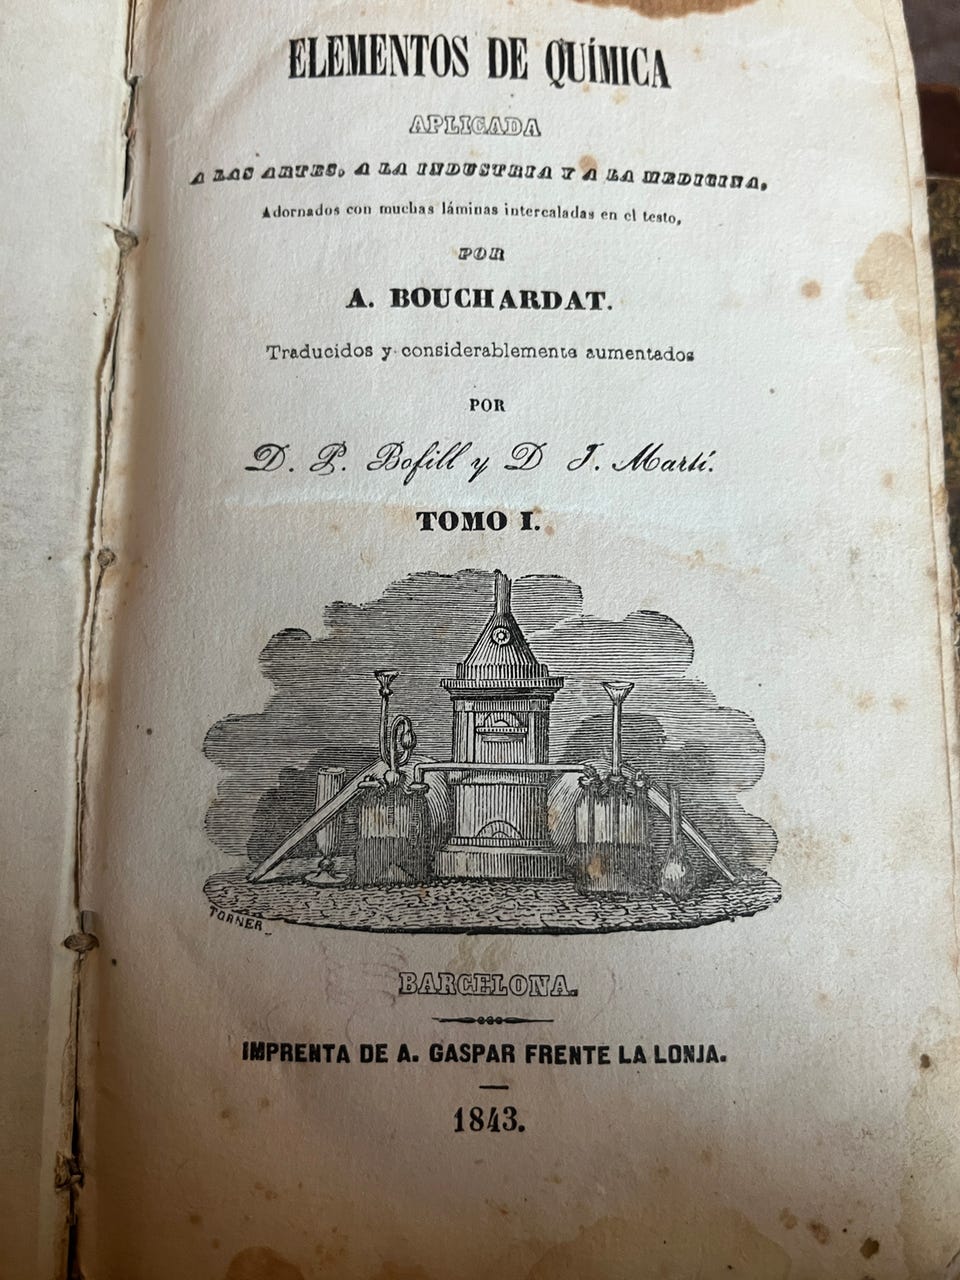 ELEMENTOS DE QUÍMICA
APLICADA
A LAS ARTES, A LA INDUSTRIA Y A LA MEDICINA,
Adornados con muchas láminas intercaladas en el testo,
POR
A. BOUCHARDAT.
Traducidos y considerablemente aumentados
POR
D. P. Bofill y D J. Martí.
TOMO I.
TORNER
BARCELONA.
IMPRENTA DE A. GASPAR FRENTE LA LONJA.
1843.